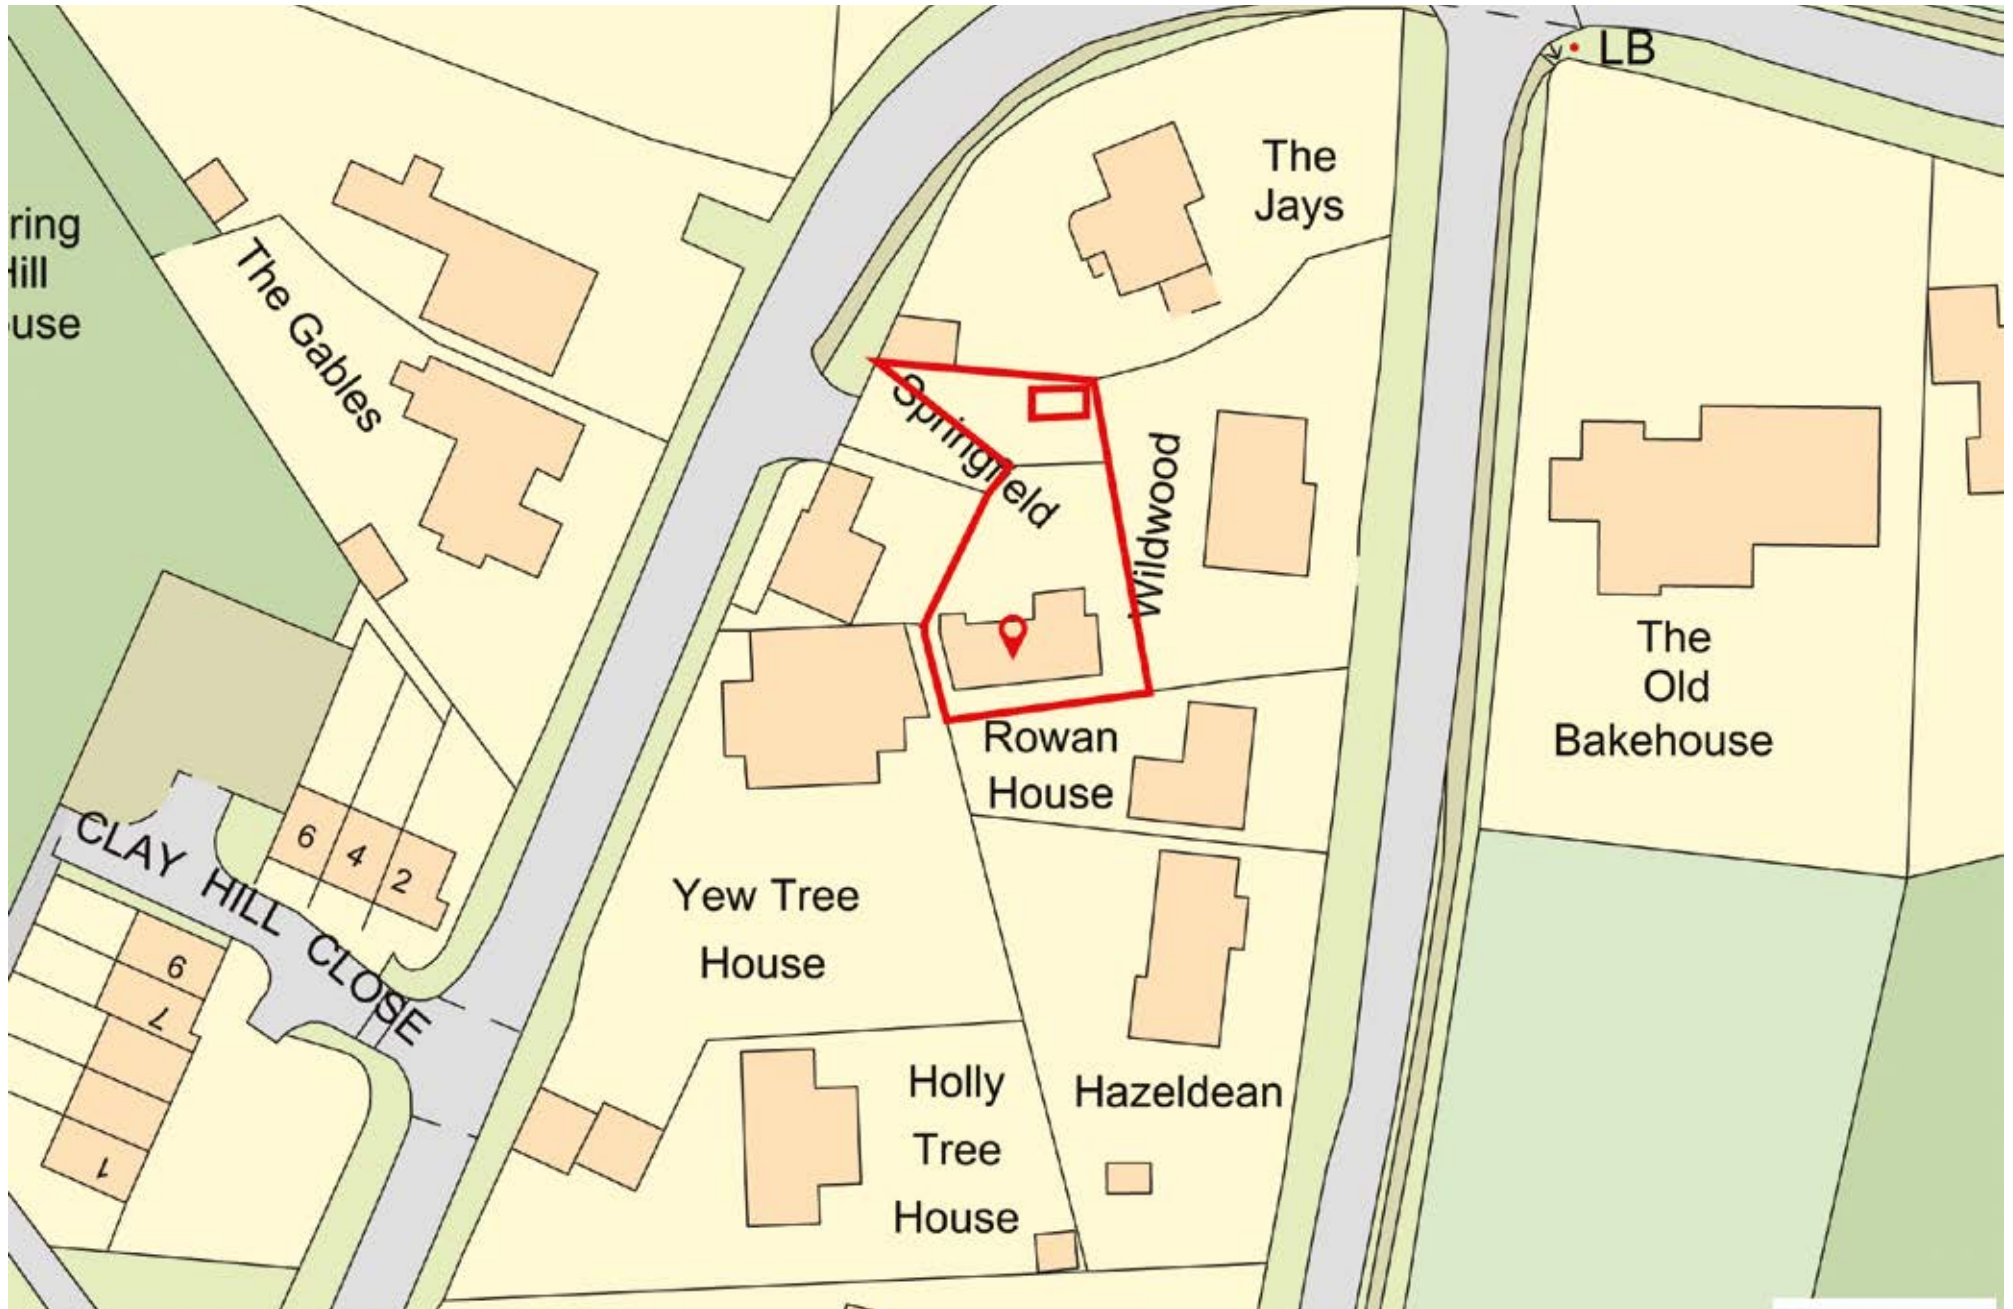 LB
The
Jays
ring
Hill
use
The Gables
Springfield
Wildwood
The
Old
Bakehouse
Rowan
House
CLAY HILL CLOSE
6
4
2
Yew Tree
House
9
7
1
Holly
Tree
House
Hazeldean